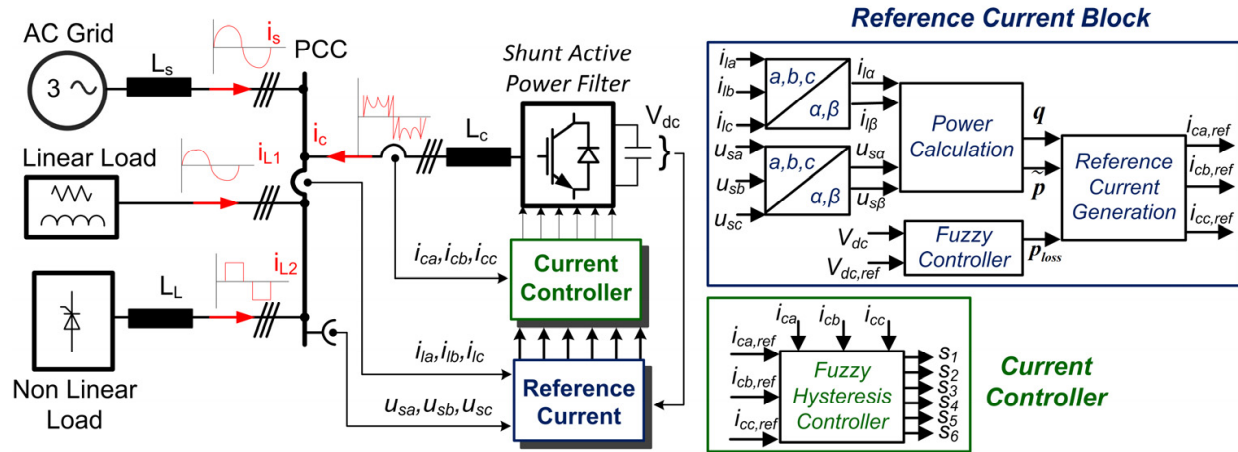 AC Grid
3
Ls
is
PCC
Linear Load
iL1
LL
iL2
Non Linear
Load
ic
Lc
Shunt Active
Power Filter
Vdc
ica,icb,icc
Current
Controller
ila,ilb,ilc
usa,usb,usc
Reference
Current
Reference Current Block
ila
ilb
ilc
a,b,c
α,β
ilα
ilβ
usa
usb
usc
a,b,c
α,β
usα
usβ
Power
Calculation
q
p̃
Vdc
Vdc,ref
Fuzzy
Controller
ploss
Reference
Current
Generation
ica,ref
icb,ref
icc,ref
ica
icb
icc
ica,ref
icb,ref
icc,ref
Fuzzy
Hysteresis
Controller
s1
s2
s3
s4
s5
s6
Current
Controller